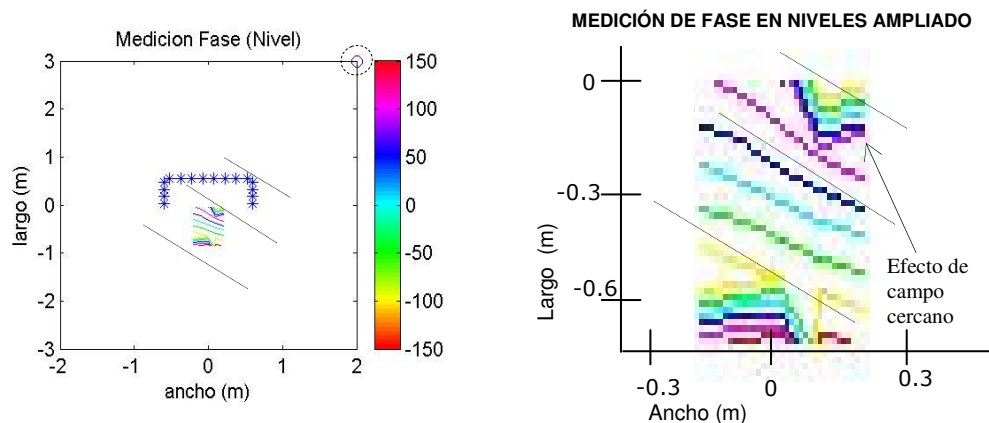 Medicion Fase (Nivel)
3
2
1
0
-1
-2
-3
largo (m)
-2
-1
0
1
2
ancho (m)
150
100
50
0
-50
-100
-150
MEDICIÓN DE FASE EN NIVELES AMPLIADO
0
-0.3
-0.6
Largo (m)
Efecto de
campo
cercano
-0.3
0
0.3
Ancho (m)